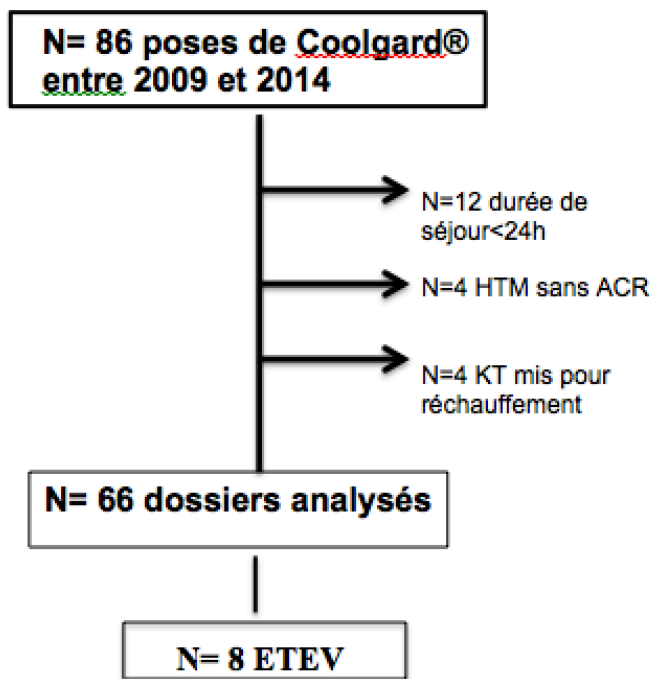 N= 86 poses de Coolgard®
entre 2009 et 2014
N=12 durée de
séjour<24h
N=4 HTM sans ACR
N=4 KT mis pour
réchauffement
N= 66 dossiers analysés
N= 8 ETEV